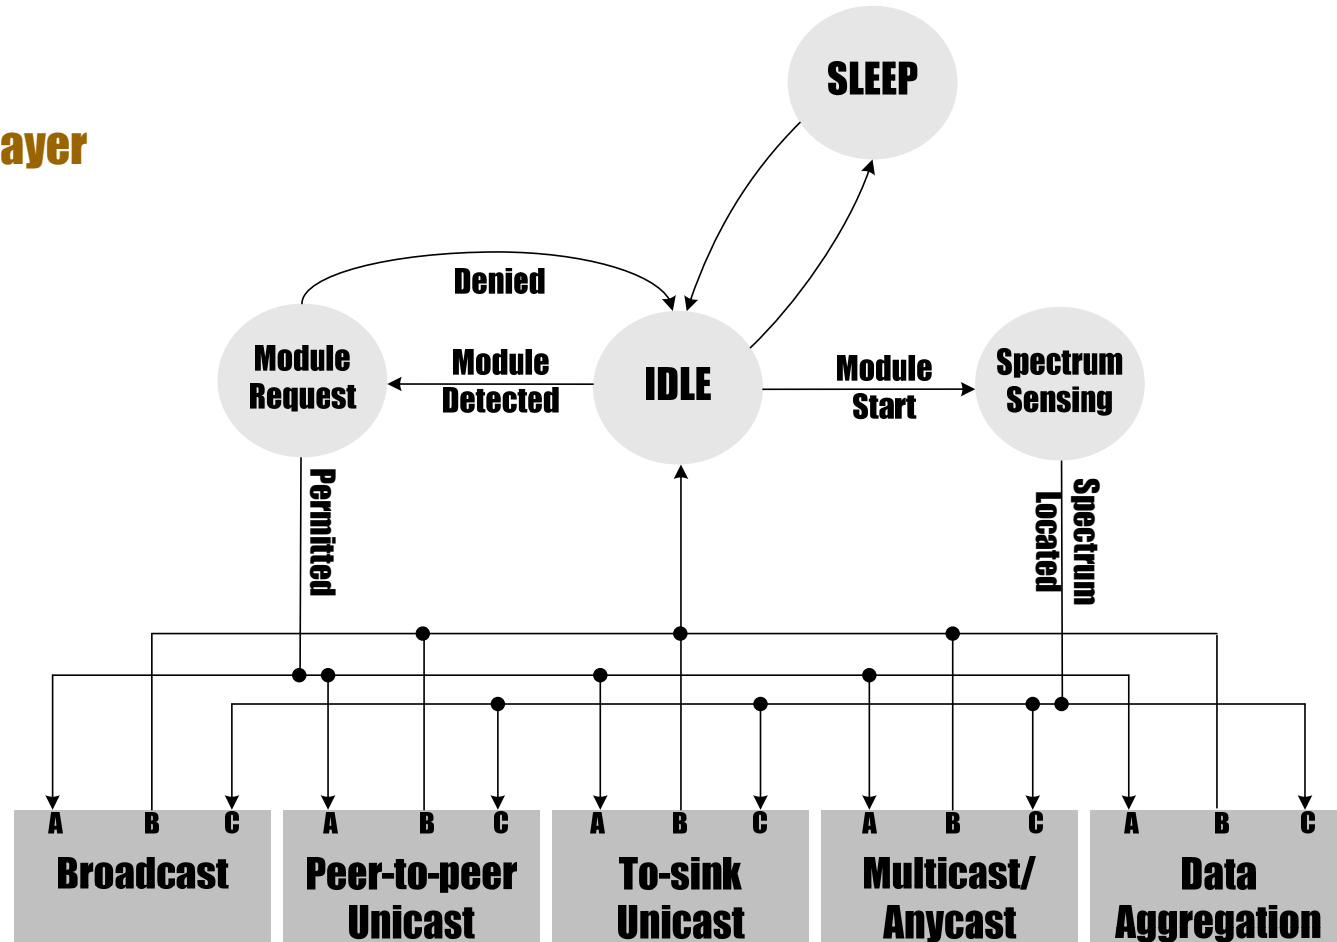 SLEEP
ayer
Denied
Module
Request
Module
Detected
IDLE
Module
Start
Spectrum
Sensing
Permitted
Spectrum
Located
A B C
Broadcast
A B C
Peer-to-peer
Unicast
A B C
To-sink
Unicast
A B C
Multicast/
Anycast
A B C
Data
Aggregation